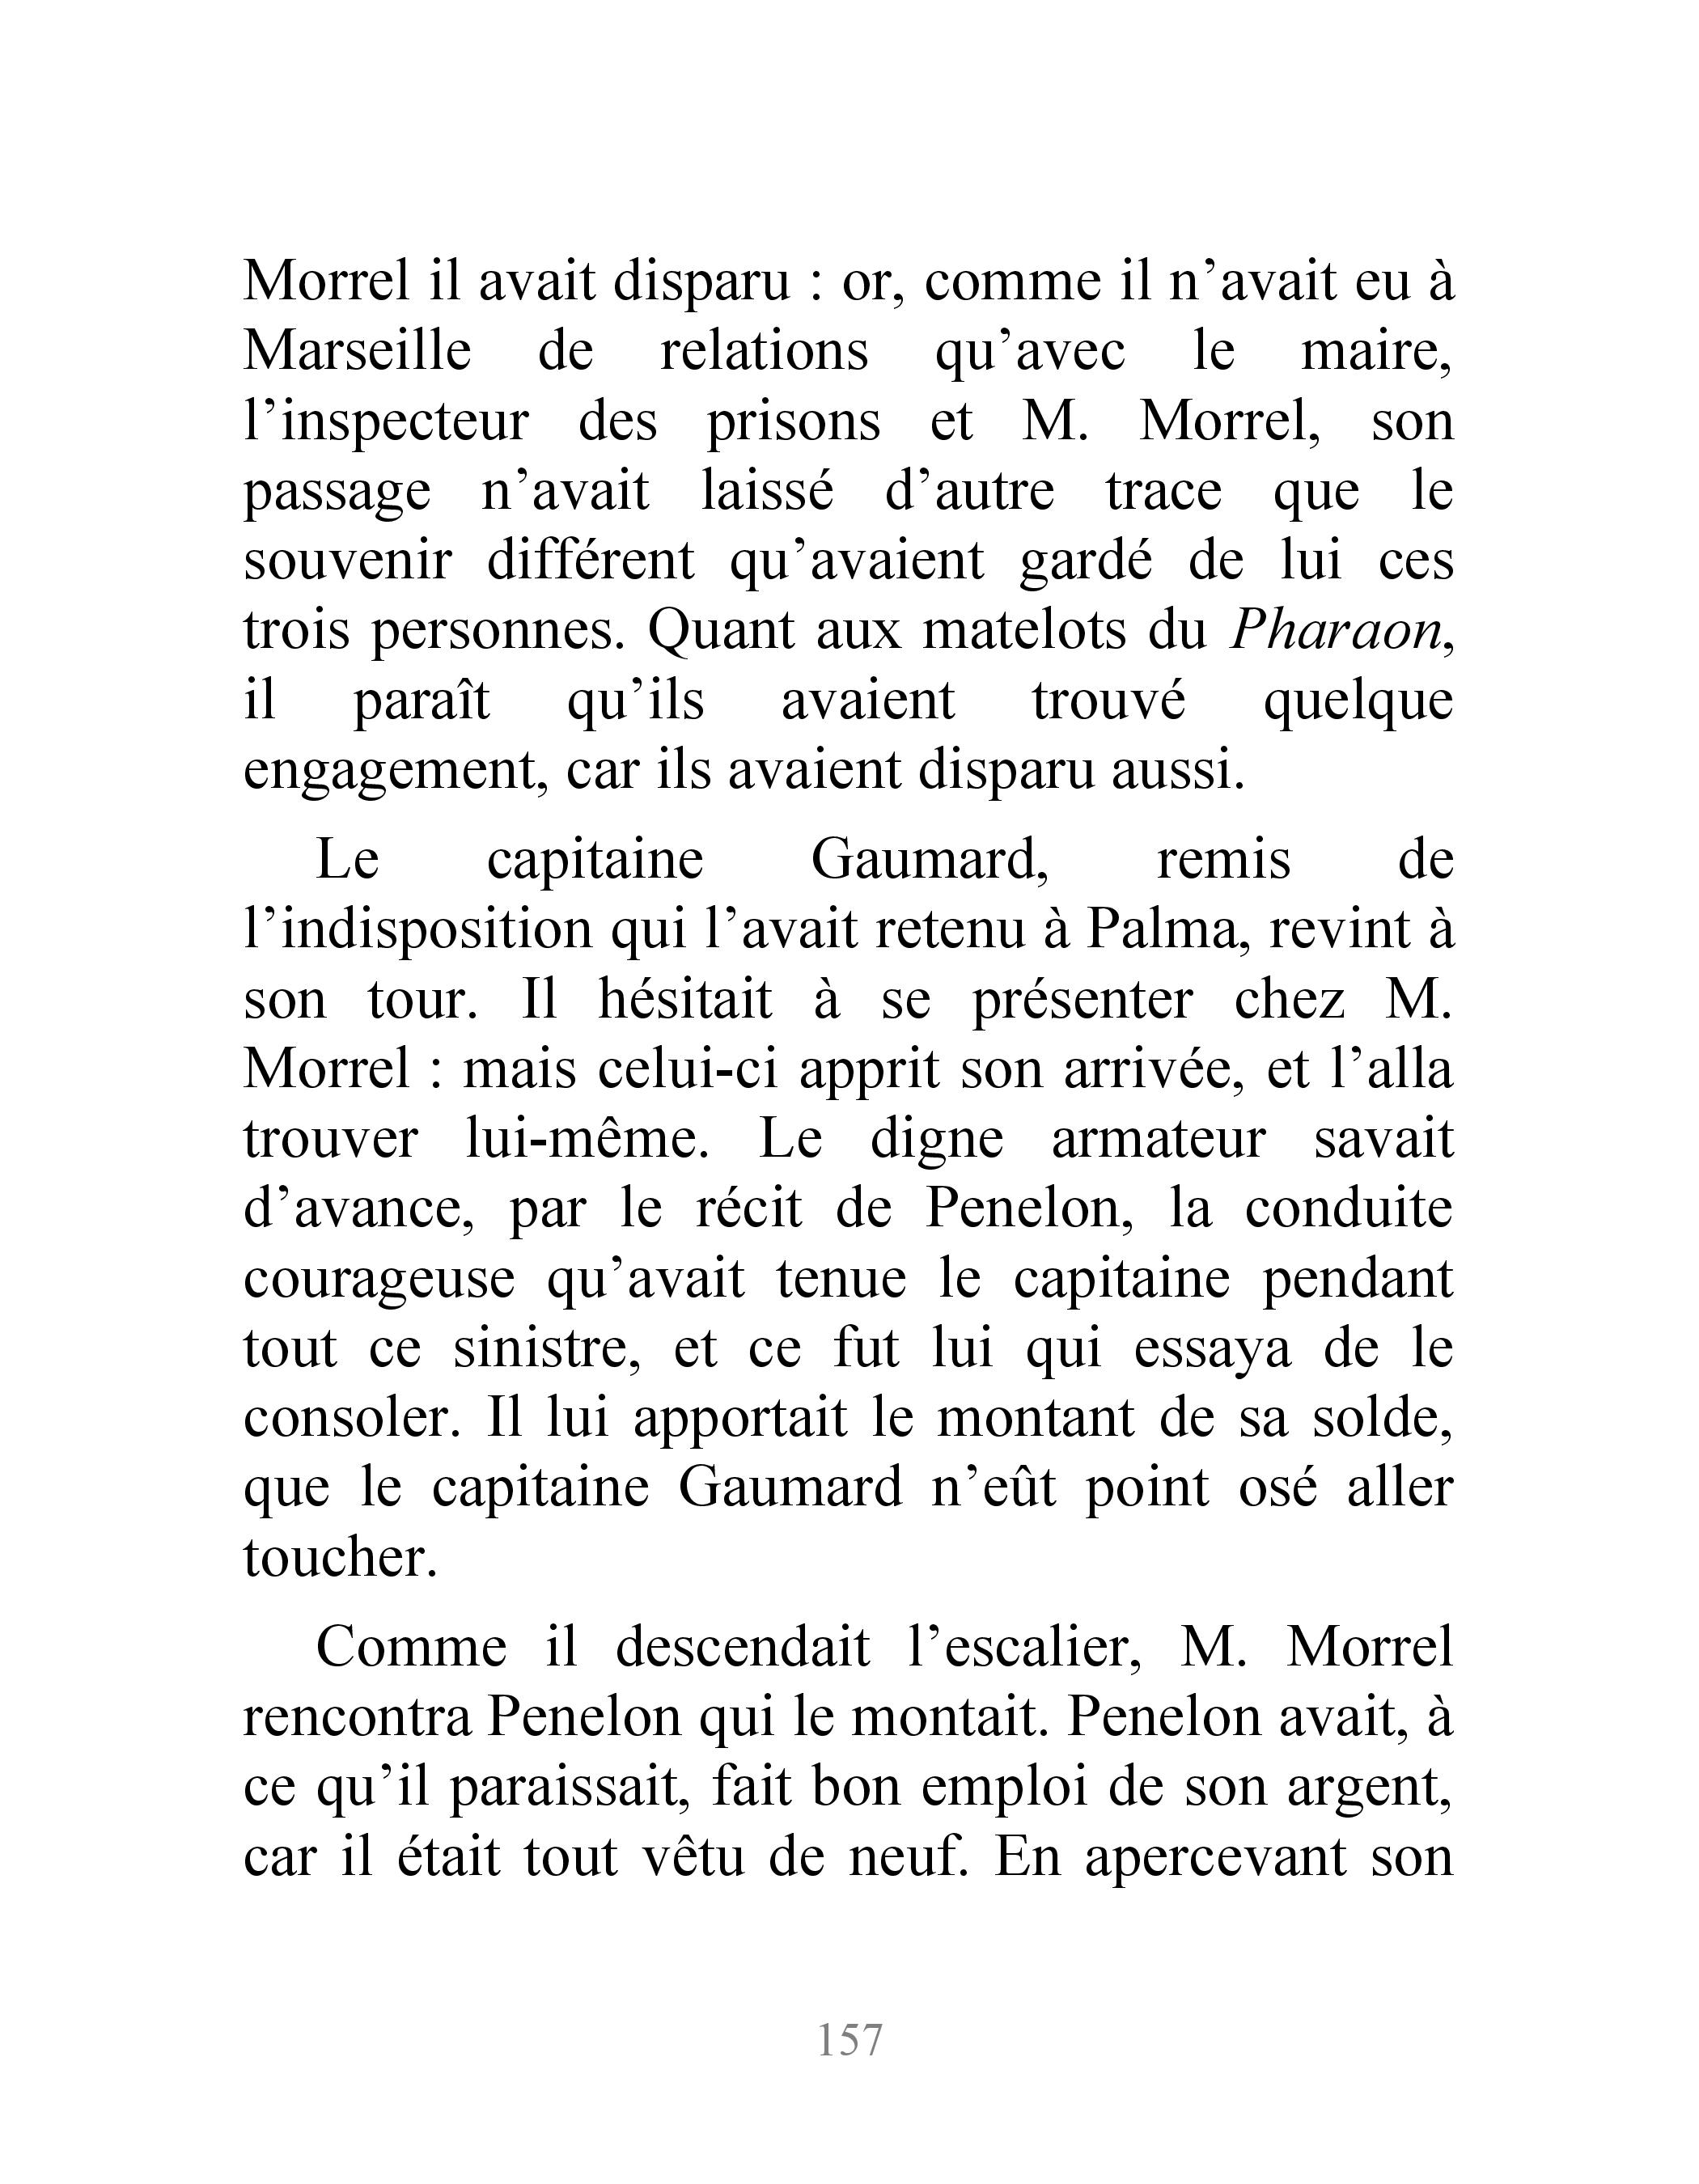 Morrel il avait disparu : or, comme il n’avait eu à
Marseille de relations qu’avec le maire,
l’inspecteur des prisons et M. Morrel, son
passage n’avait laissé d’autre trace que le
souvenir différent qu’avaient gardé de lui ces
trois personnes. Quant aux matelots du Pharaon,
il paraît qu’ils avaient trouvé quelque
engagement, car ils avaient disparu aussi.
Le capitaine Gaumard, remis de
l’indisposition qui l’avait retenu à Palma, revint à
son tour. Il hésitait à se présenter chez M.
Morrel : mais celui-ci apprit son arrivée, et l’alla
trouver lui-même. Le digne armateur savait
d’avance, par le récit de Penelon, la conduite
courageuse qu’avait tenue le capitaine pendant
tout ce sinistre, et ce fut lui qui essaya de le
consoler. Il lui apportait le montant de sa solde,
que le capitaine Gaumard n’eût point osé aller
toucher.
Comme il descendait l’escalier, M. Morrel
rencontra Penelon qui le montait. Penelon avait, à
ce qu’il paraissait, fait bon emploi de son argent,
car il était tout vêtu de neuf. En apercevant son
157